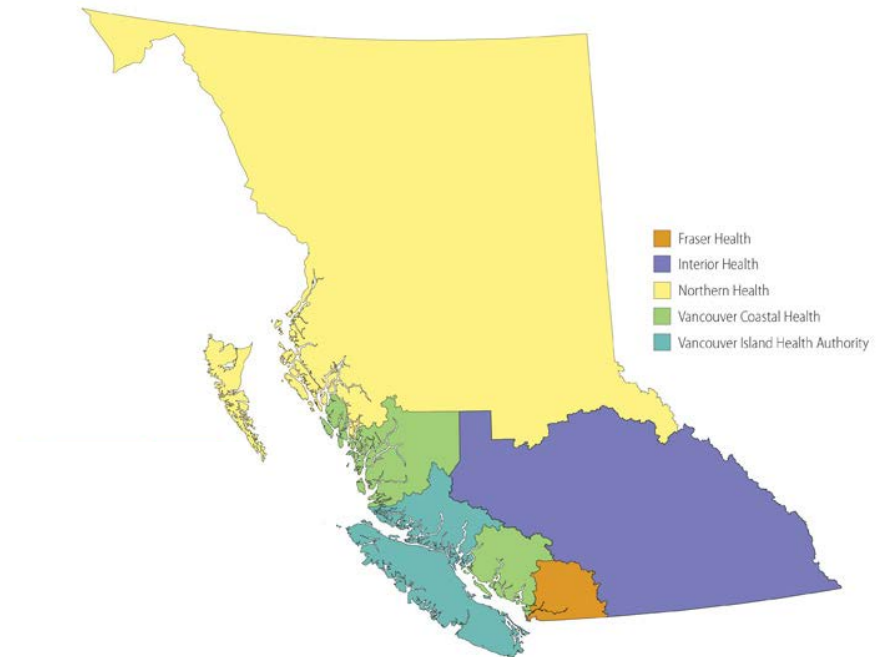 Fraser Health
Interior Health
Northern Health
Vancouver Coastal Health
Vancouver Island Health Authority